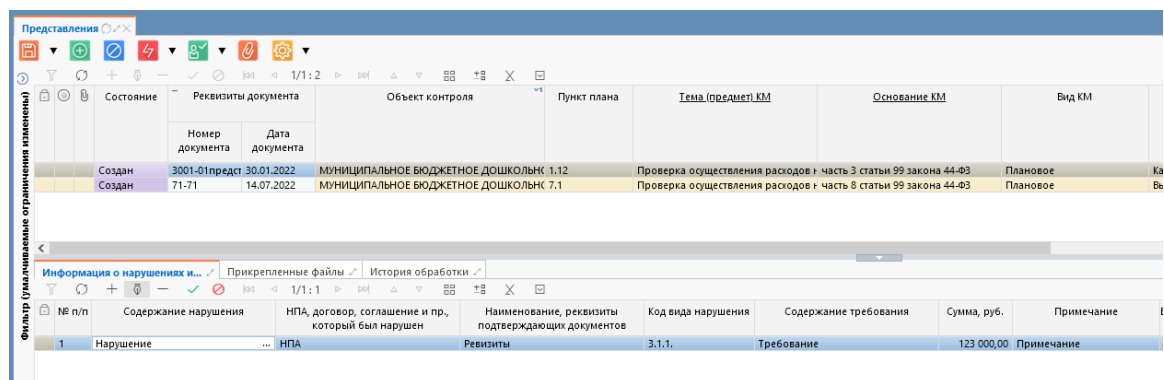 Представления
1/1 : 2
Состояние Реквизиты документа Объект контроля Пункт плана Тема (предмет) КМ Основание КМ Вид КМ
Номер документа Дата документа
Создан 3001-01предст 30.01.2022 МУНИЦИПАЛЬНОЕ БЮДЖЕТНОЕ ДОШКОЛЬНО 1.12 Проверка осуществления расходов н часть 3 статьи 99 закона 44-ФЗ Плановое Ка
Создан 71-71 14.07.2022 МУНИЦИПАЛЬНОЕ БЮДЖЕТНОЕ ДОШКОЛЬНО 7.1 Проверка осуществления расходов н часть 8 статьи 99 закона 44-ФЗ Плановое Вы
Фильтр (умалчиваемые ограничения изменены)
Информация о нарушениях и... Прикрепленные файлы История обработки
1/1 : 1
№ п/п Содержание нарушения НПА, договор, соглашение и пр., который был нарушен Наименование, реквизиты подтверждающих документов Код вида нарушения Содержание требования Сумма, руб. Примечание
1 Нарушение ... НПА Ревизиты 3.1.1. Требование 123 000,00 Примечание